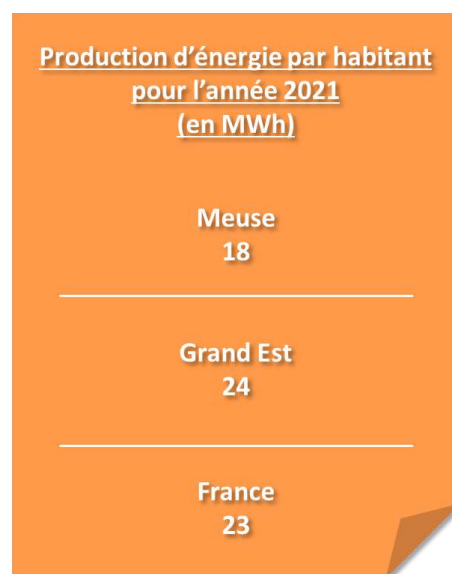 Production d’énergie par habitant
pour l’année 2021
(en MWh)
Meuse
18
Grand Est
24
France
23